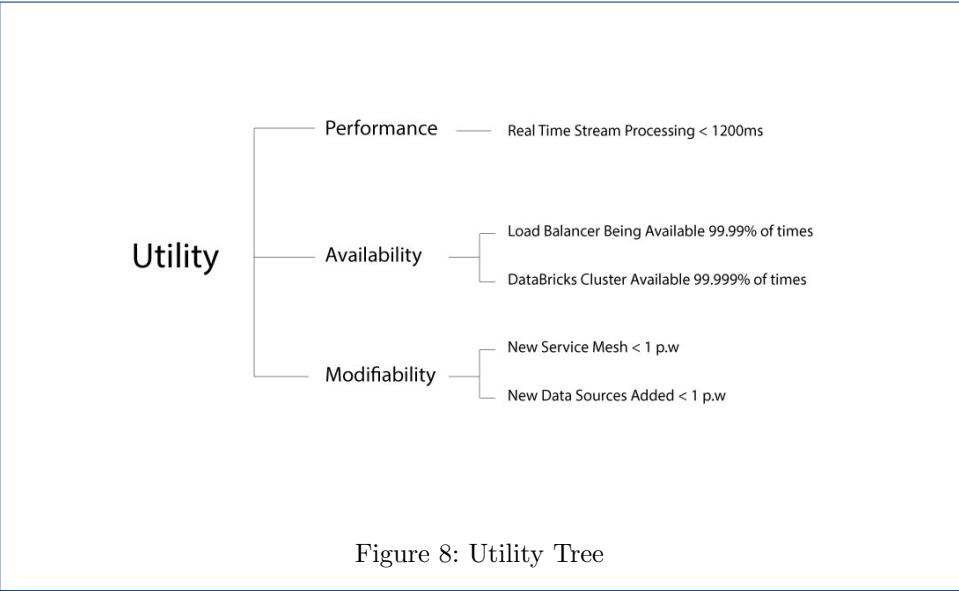 Utility
Performance
Real Time Stream Processing < 1200ms
Availability
Load Balancer Being Available 99.99% of times
DataBricks Cluster Available 99.999% of times
Modifiability
New Service Mesh < 1 p.w
New Data Sources Added < 1 p.w
Figure 8: Utility Tree